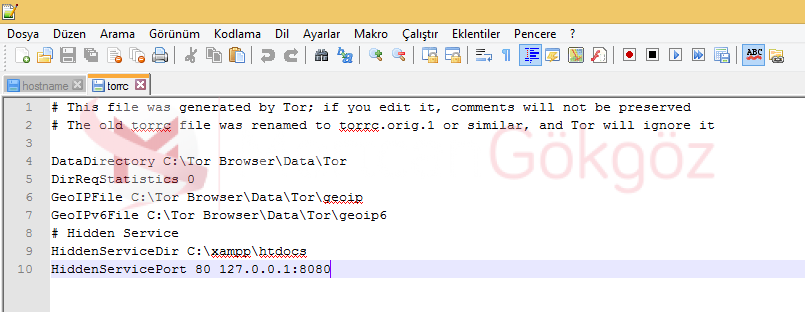 Dosya Düzen Arama Görünüm Kodlama Dil Ayarlar Makro Çalıştır Eklentiler Pencere ?
ABC
hostname torrc
1 # This file was generated by Tor; if you edit it, comments will not be preserved
2 # The old torrc file was renamed to torrc.orig.1 or similar, and Tor will ignore it
3
4 DataDirectory C:\Tor Browser\Data\Tor
5 DirReqStatistics 0
6 GeoIPFile C:\Tor Browser\Data\Tor\geoip
7 GeoIPv6File C:\Tor Browser\Data\Tor\geoip6
8 # Hidden Service
9 HiddenServiceDir C:\xampp\htdocs
10 HiddenServicePort 80 127.0.0.1:8080
Gökgöz